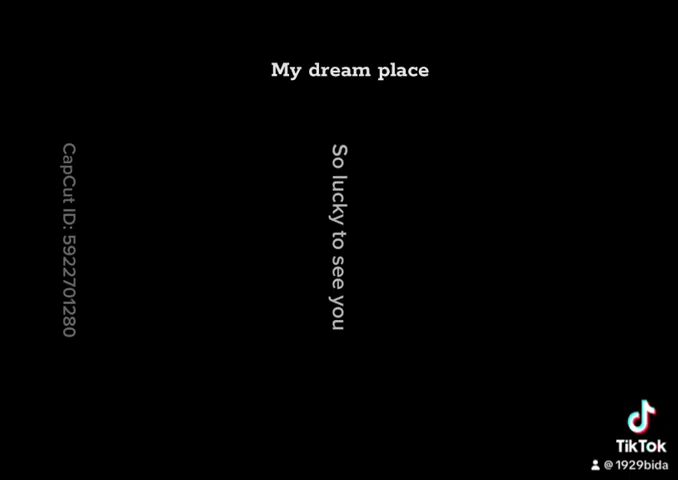 My dream place
So lucky to see you
CapCut ID: 5922701280
TikTok
@1929bida